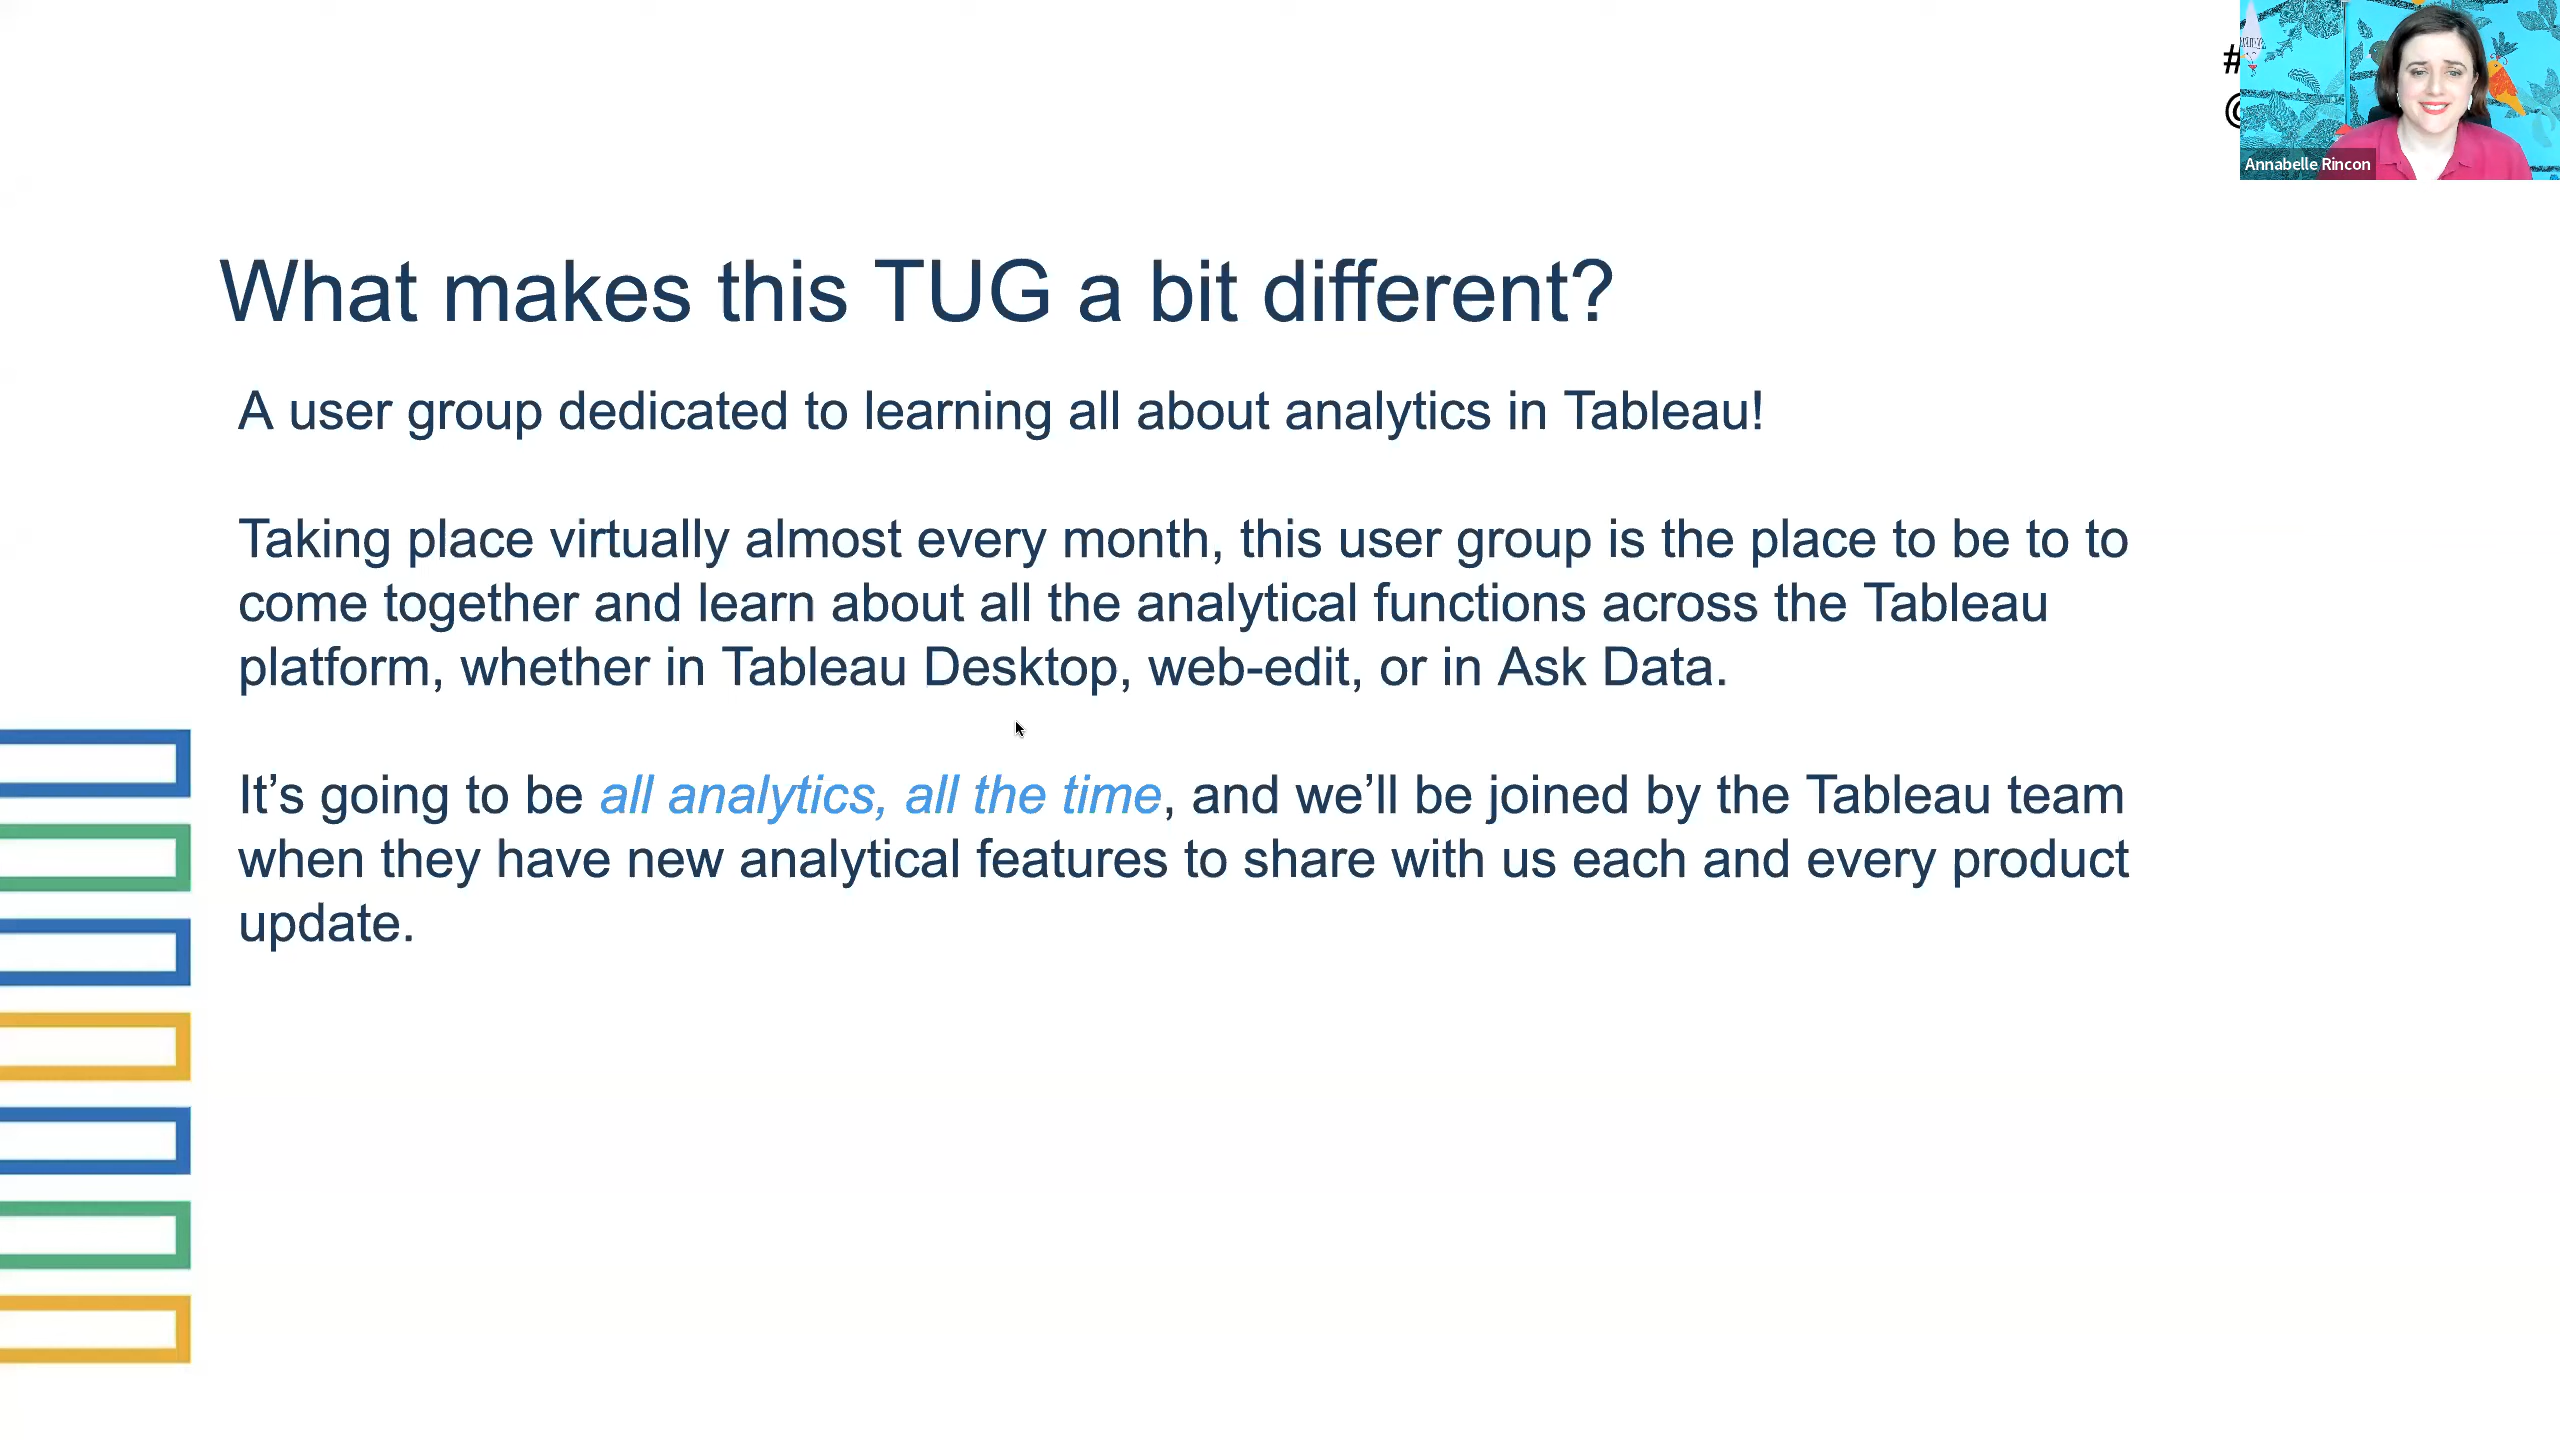 #
@
Annabelle Rincon
What makes this TUG a bit different?
A user group dedicated to learning all about analytics in Tableau!
Taking place virtually almost every month, this user group is the place to be to to
come together and learn about all the analytical functions across the Tableau
platform, whether in Tableau Desktop, web-edit, or in Ask Data.
It’s going to be all analytics, all the time, and we’ll be joined by the Tableau team
when they have new analytical features to share with us each and every product
update.